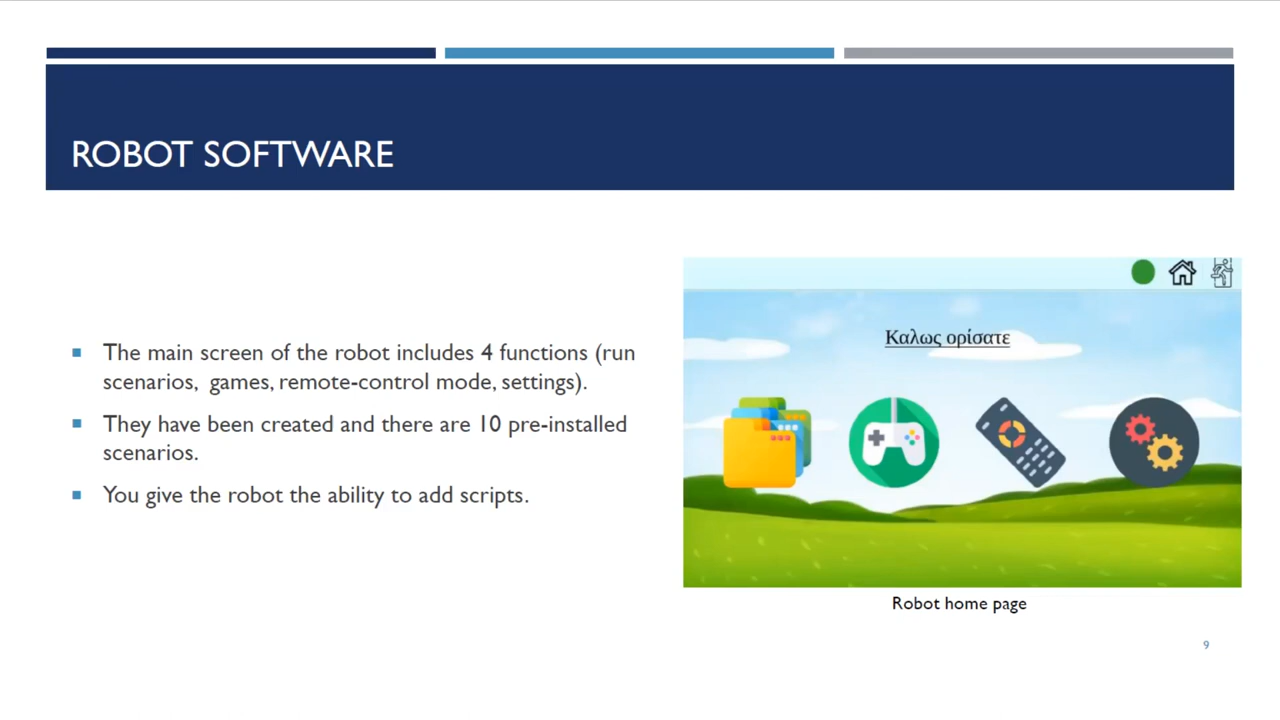 ROBOT SOFTWARE
The main screen of the robot includes 4 functions (run
scenarios, games, remote-control mode, settings).
They have been created and there are 10 pre-installed
scenarios.
You give the robot the ability to add scripts.
Καλως ορίσατε
Robot home page
9